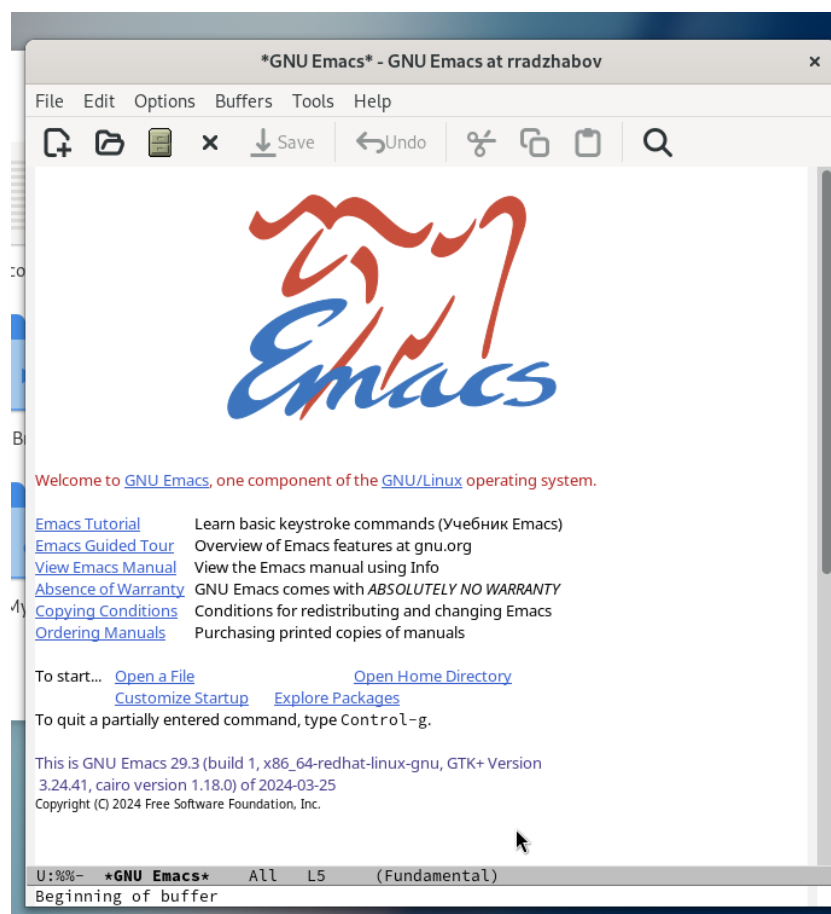 *GNU Emacs* - GNU Emacs at rradzhabov
File Edit Options Buffers Tools Help
Save Undo
Emacs
Welcome to GNU Emacs, one component of the GNU/Linux operating system.
Emacs Tutorial Learn basic keystroke commands (Учебник Emacs)
Emacs Guided Tour Overview of Emacs features at gnu.org
View Emacs Manual View the Emacs manual using Info
Absence of Warranty GNU Emacs comes with ABSOLUTELY NO WARRANTY
Copying Conditions Conditions for redistributing and changing Emacs
Ordering Manuals Purchasing printed copies of manuals
To start... Open a File Open Home Directory
Customize Startup Explore Packages
To quit a partially entered command, type Control-g.
This is GNU Emacs 29.3 (build 1, x86_64-redhat-linux-gnu, GTK+ Version
3.24.41, cairo version 1.18.0) of 2024-03-25
Copyright (C) 2024 Free Software Foundation, Inc.
U:%%- *GNU Emacs* All L5 (Fundamental)
Beginning of buffer